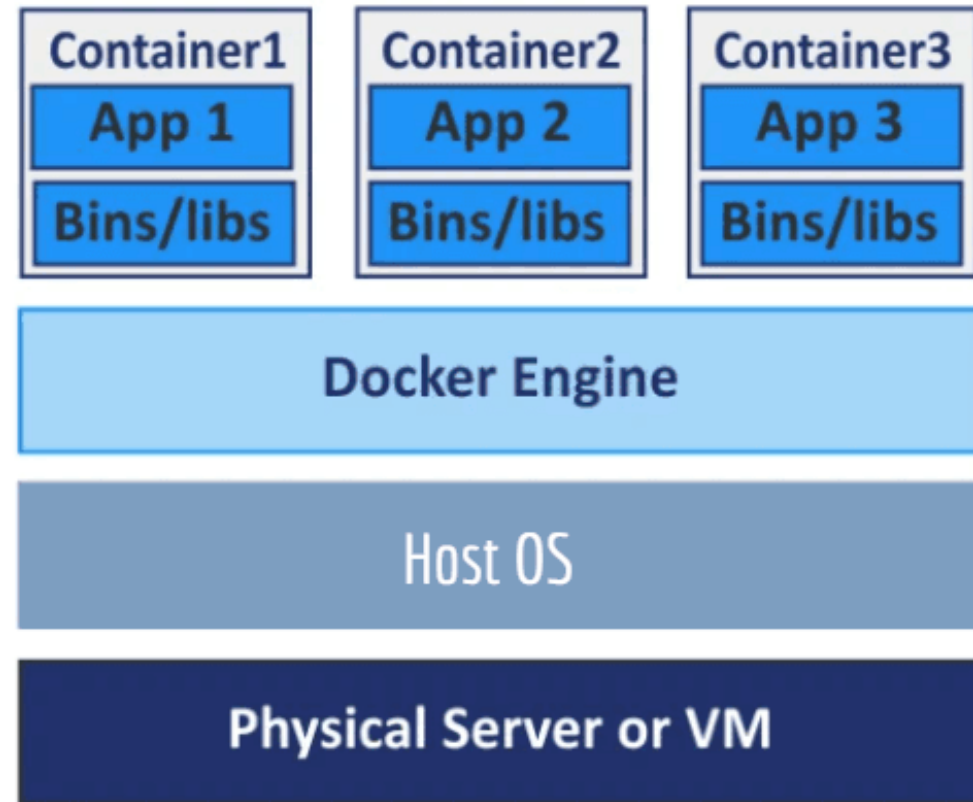 Container1 Container2 Container3
App 1 App 2 App 3
Bins/libs Bins/libs Bins/libs
Docker Engine
Host OS
Physical Server or VM